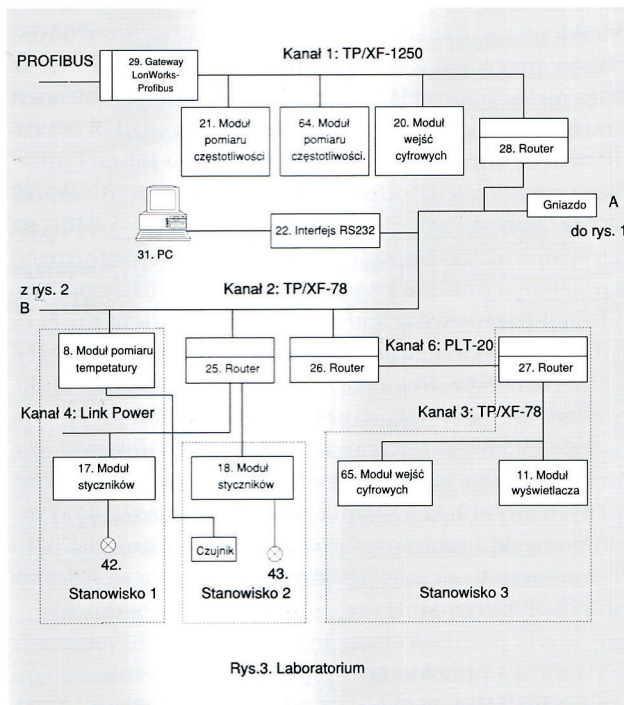 PROFIBUS
29. Gateway
LonWorks-
Profibus
Kanał 1: TP/XF-1250
21. Moduł
pomiaru
częstotliwości
64. Moduł
pomiaru
częstotliwości.
20. Moduł
wejść
cyfrowych
28. Router
Gniazdo
A
do rys. 1
31. PC
22. Interfejs RS232
z rys. 2
B
Kanał 2: TP/XF-78
8. Moduł pomiaru
tempetatury
25. Router
26. Router
Kanał 6: PLT-20
27. Router
Kanał 4: Link Power
Kanał 3: TP/XF-78
17. Moduł
styczników
18. Moduł
styczników
65. Moduł wejść
cyfrowych
11. Moduł
wyświetlacza
Czujnik
42.
43.
Stanowisko 1
Stanowisko 2
Stanowisko 3
Rys.3. Laboratorium